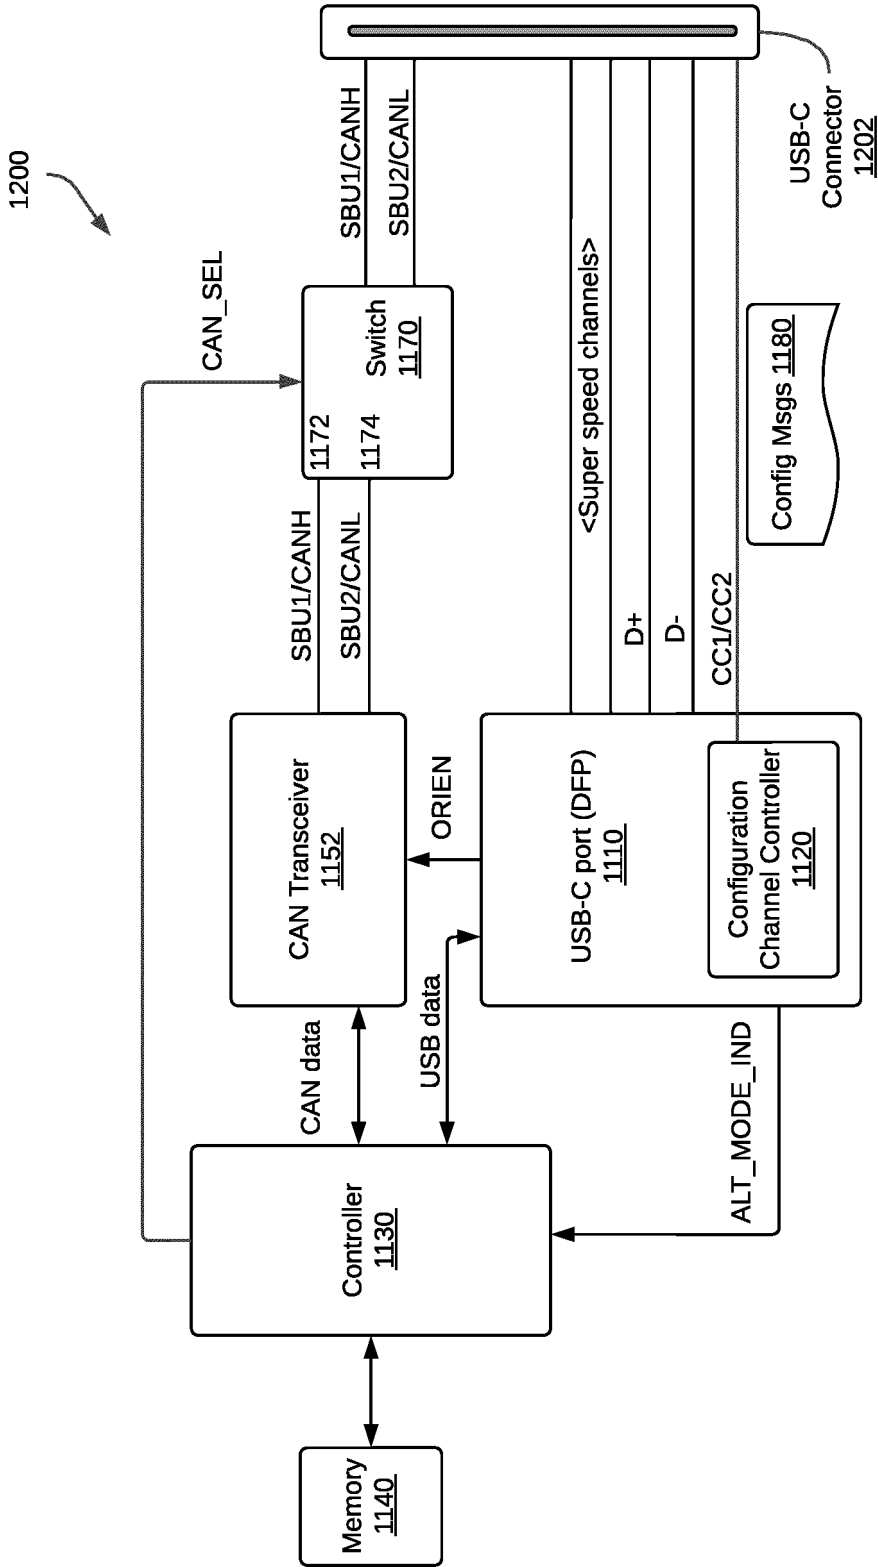 1200
CAN_SEL
SBU1/CANH
SBU2/CANL
1172
1174
Switch
1170
SBU1/CANH
SBU2/CANL
CAN Transceiver
1152
CAN data
Controller
1130
Memory
1140
USB data
ORIEN
USB-C port (DFP)
1110
Configuration
Channel Controller
1120
ALT_MODE_IND
<Super speed channels>
D+
D-
CC1/CC2
Config Msgs 1180
USB-C
Connector
1202